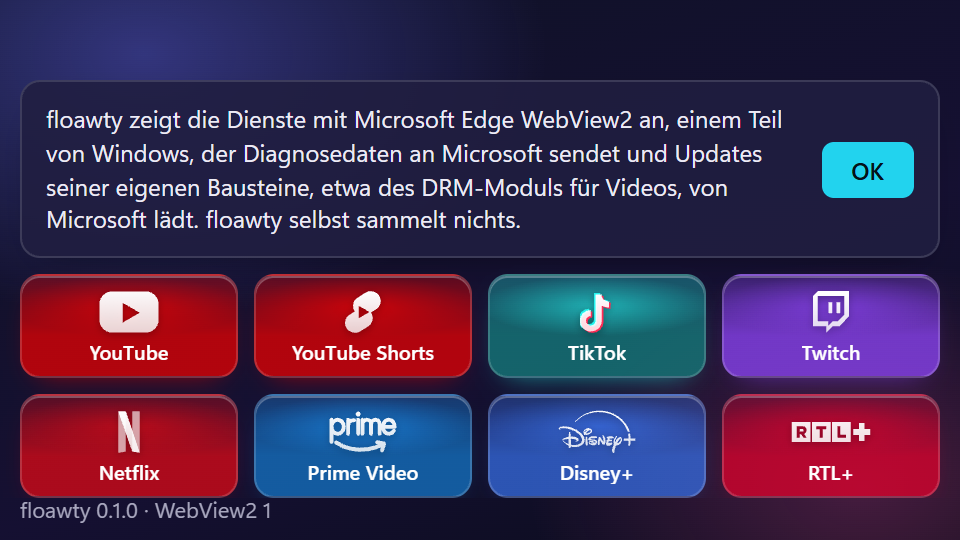 floawty zeigt die Dienste mit Microsoft Edge WebView2 an, einem Teil
von Windows, der Diagnosedaten an Microsoft sendet und Updates
seiner eigenen Bausteine, etwa des DRM-Moduls für Videos, von
Microsoft lädt. floawty selbst sammelt nichts.
OK
YouTube
YouTube Shorts
TikTok
Twitch
N
prime
Disney+
RTL+
Netflix
Prime Video
Disney+
RTL+
floawty 0.1.0 · WebView2 1